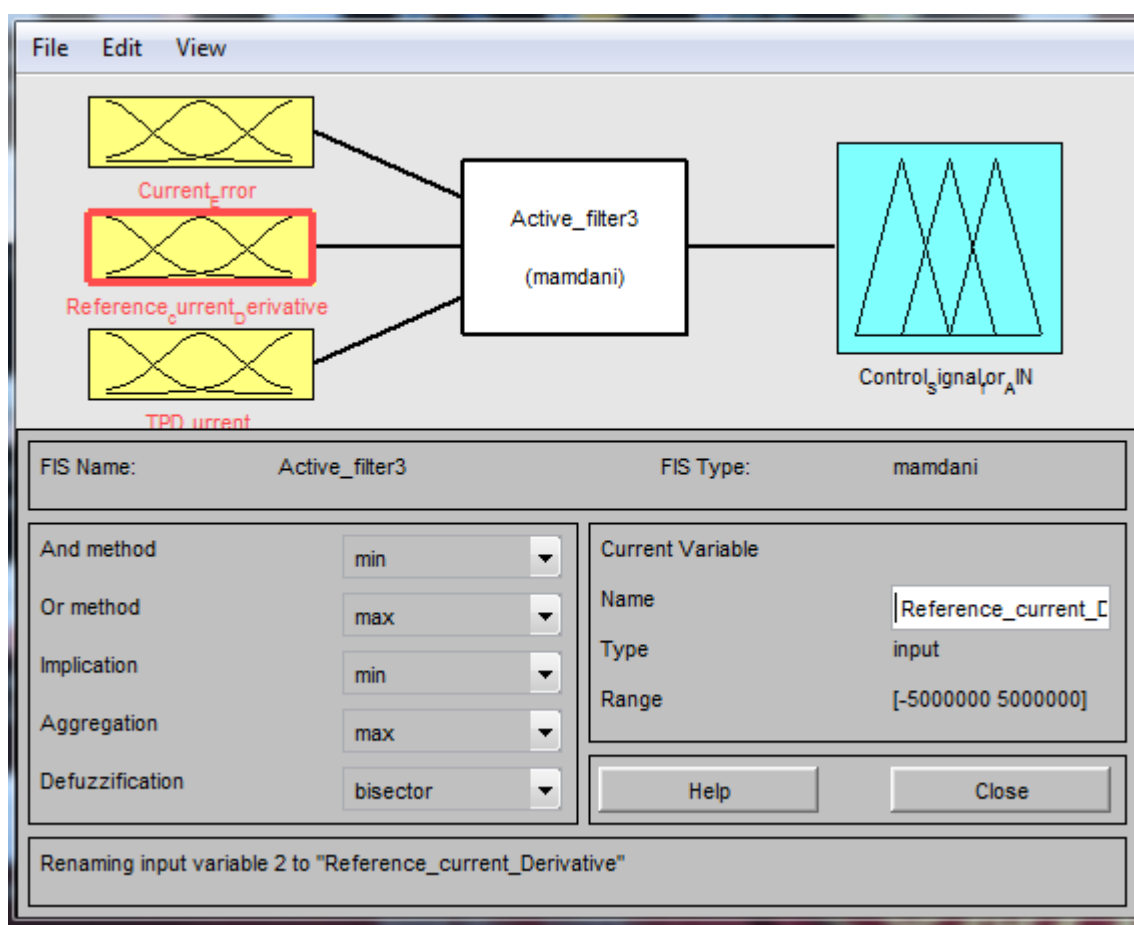 File Edit View
Current_Error
Reference_current_Derivative
TPD_urrent
Active_filter3
(mamdani)
Control_Signal_for_AIN
FIS Name: Active_filter3 FIS Type: mamdani
And method min
Or method max
Implication min
Aggregation max
Defuzzification bisector
Current Variable
Name Reference_current_D
Type input
Range [-5000000 5000000]
Help Close
Renaming input variable 2 to "Reference_current_Derivative"